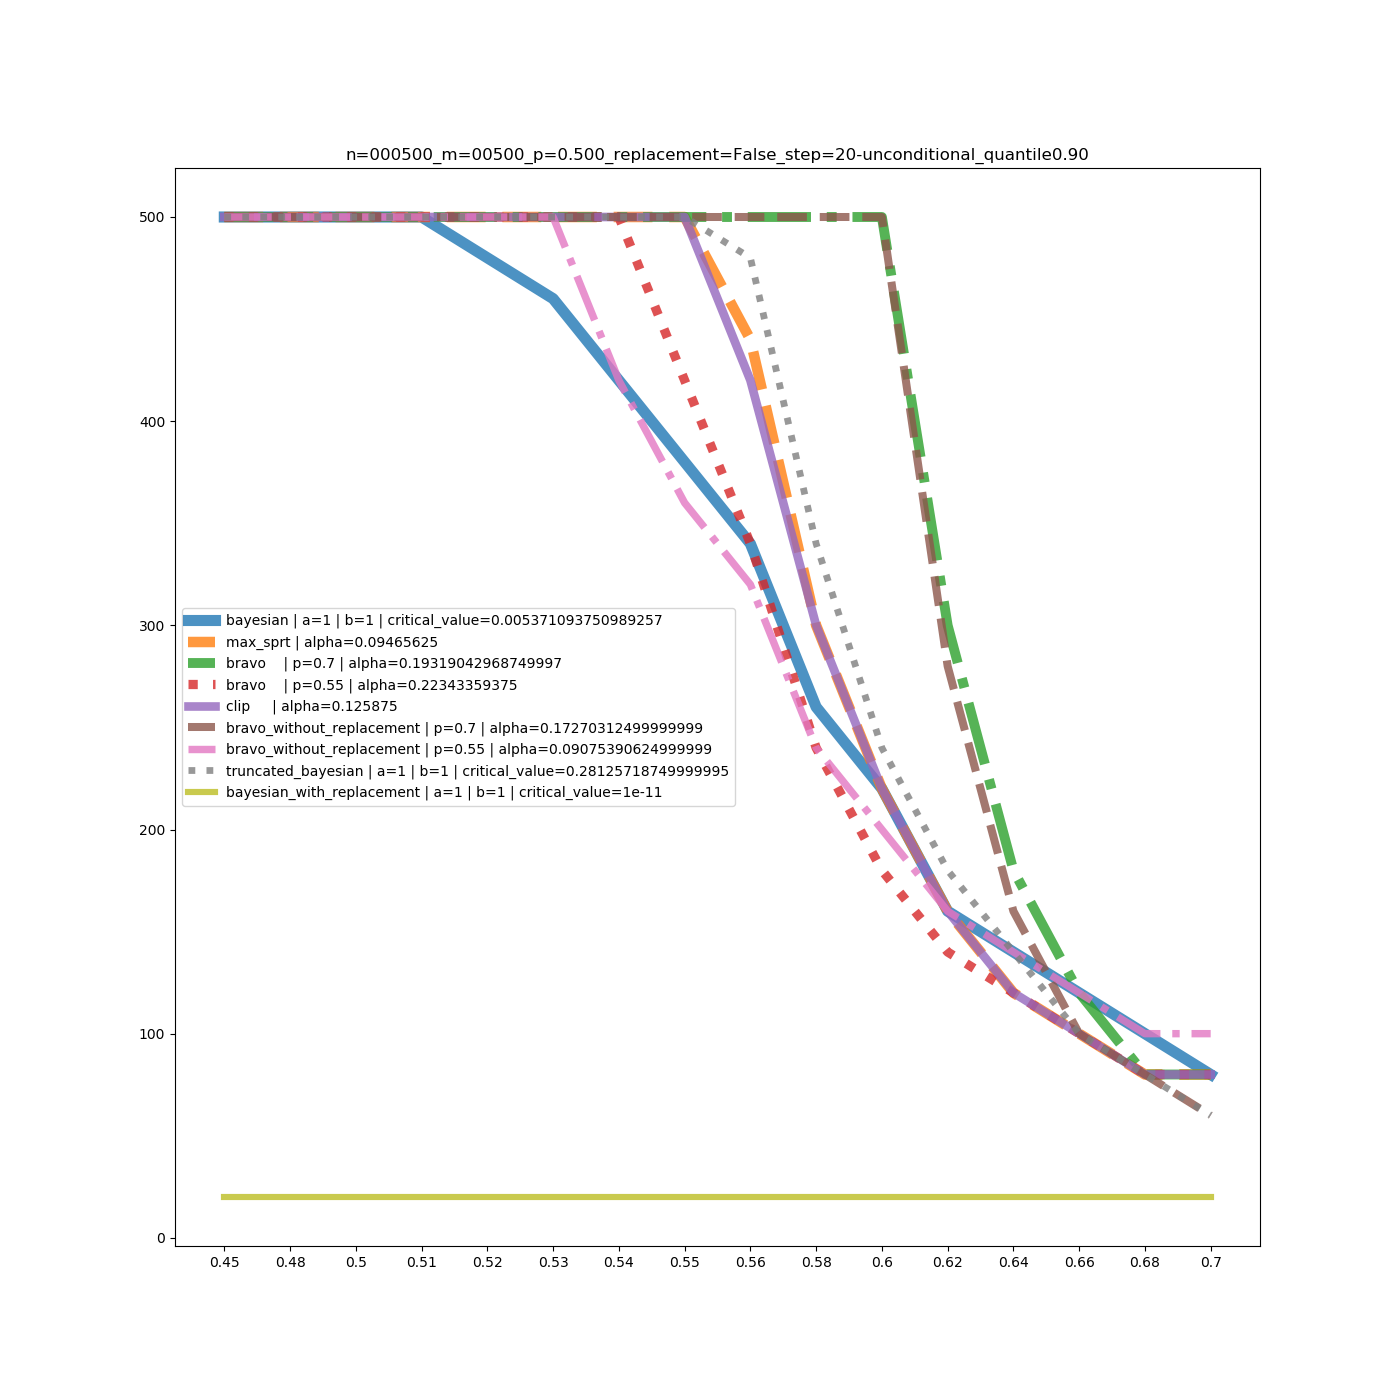 n=000500_m=00500_p=0.500_replacement=False_step=20-unconditional_quantile0.90
500
400
300
200
100
0
bayesian | a=1 | b=1 | critical_value=0.005371093750989257
max_sprt | alpha=0.09465625
bravo    | p=0.7 | alpha=0.19319042968749997
bravo    | p=0.55 | alpha=0.22343359375
clip     | alpha=0.125875
bravo_without_replacement | p=0.7 | alpha=0.17270312499999999
bravo_without_replacement | p=0.55 | alpha=0.09075390624999999
truncated_bayesian | a=1 | b=1 | critical_value=0.28125718749999995
bayesian_with_replacement | a=1 | b=1 | critical_value=1e-11
0.45 0.48 0.5 0.51 0.52 0.53 0.54 0.55 0.56 0.58 0.6 0.62 0.64 0.66 0.68 0.7